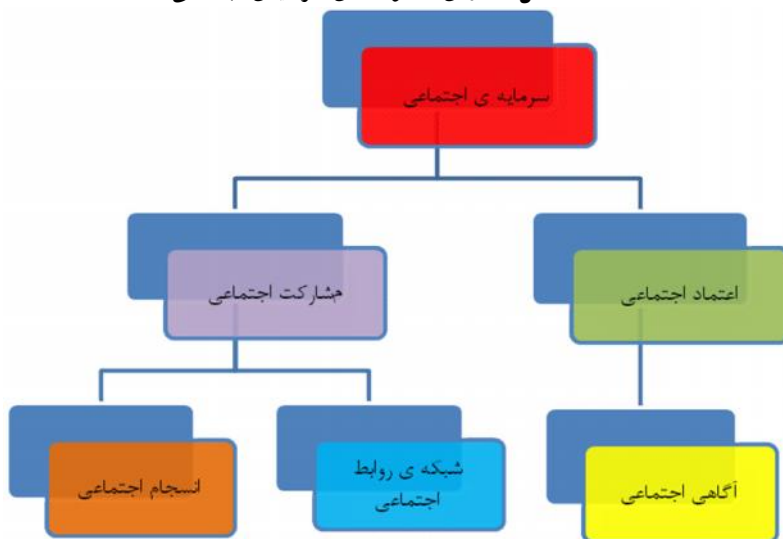 سرمایه ی اجتماعی
اعتماد اجتماعی
مشارکت اجتماعی
آگاهی اجتماعی
شبکه ی روابط
اجتماعی
انسجام اجتماعی